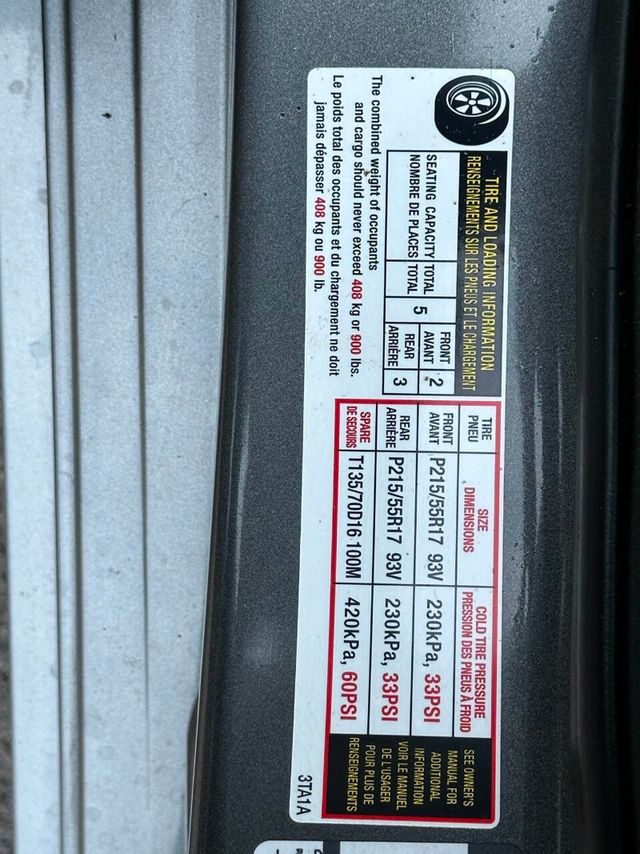 TIRE AND LOADING INFORMATION
RENSEIGNEMENTS SUR LES PNEUS ET LE CHARGEMENT
SEATING CAPACITY TOTAL 5 FRONT 2
NOMBRE DE PLACES TOTAL AVANT
REAR 3
ARRIÈRE
The combined weight of occupants
and cargo should never exceed 408 kg or 900 lbs.
Le poids total des occupants et du chargement ne doit
jamais dépasser 408 kg ou 900 lb.
TIRE SIZE COLD TIRE PRESSURE
PNEU DIMENSIONS PRESSION DES PNEUS À FROID
FRONT P215/55R17 93V 230kPa, 33PSI
AVANT
REAR P215/55R17 93V 230kPa, 33PSI
ARRIÈRE
SPARE T135/70D16 100M 420kPa, 60PSI
DE SECOURS
SEE OWNER'S
MANUAL FOR
ADDITIONAL
INFORMATION
VOIR LE MANUEL
DE L'USAGER
POUR PLUS DE
RENSEIGNEMENTS
3TA1A